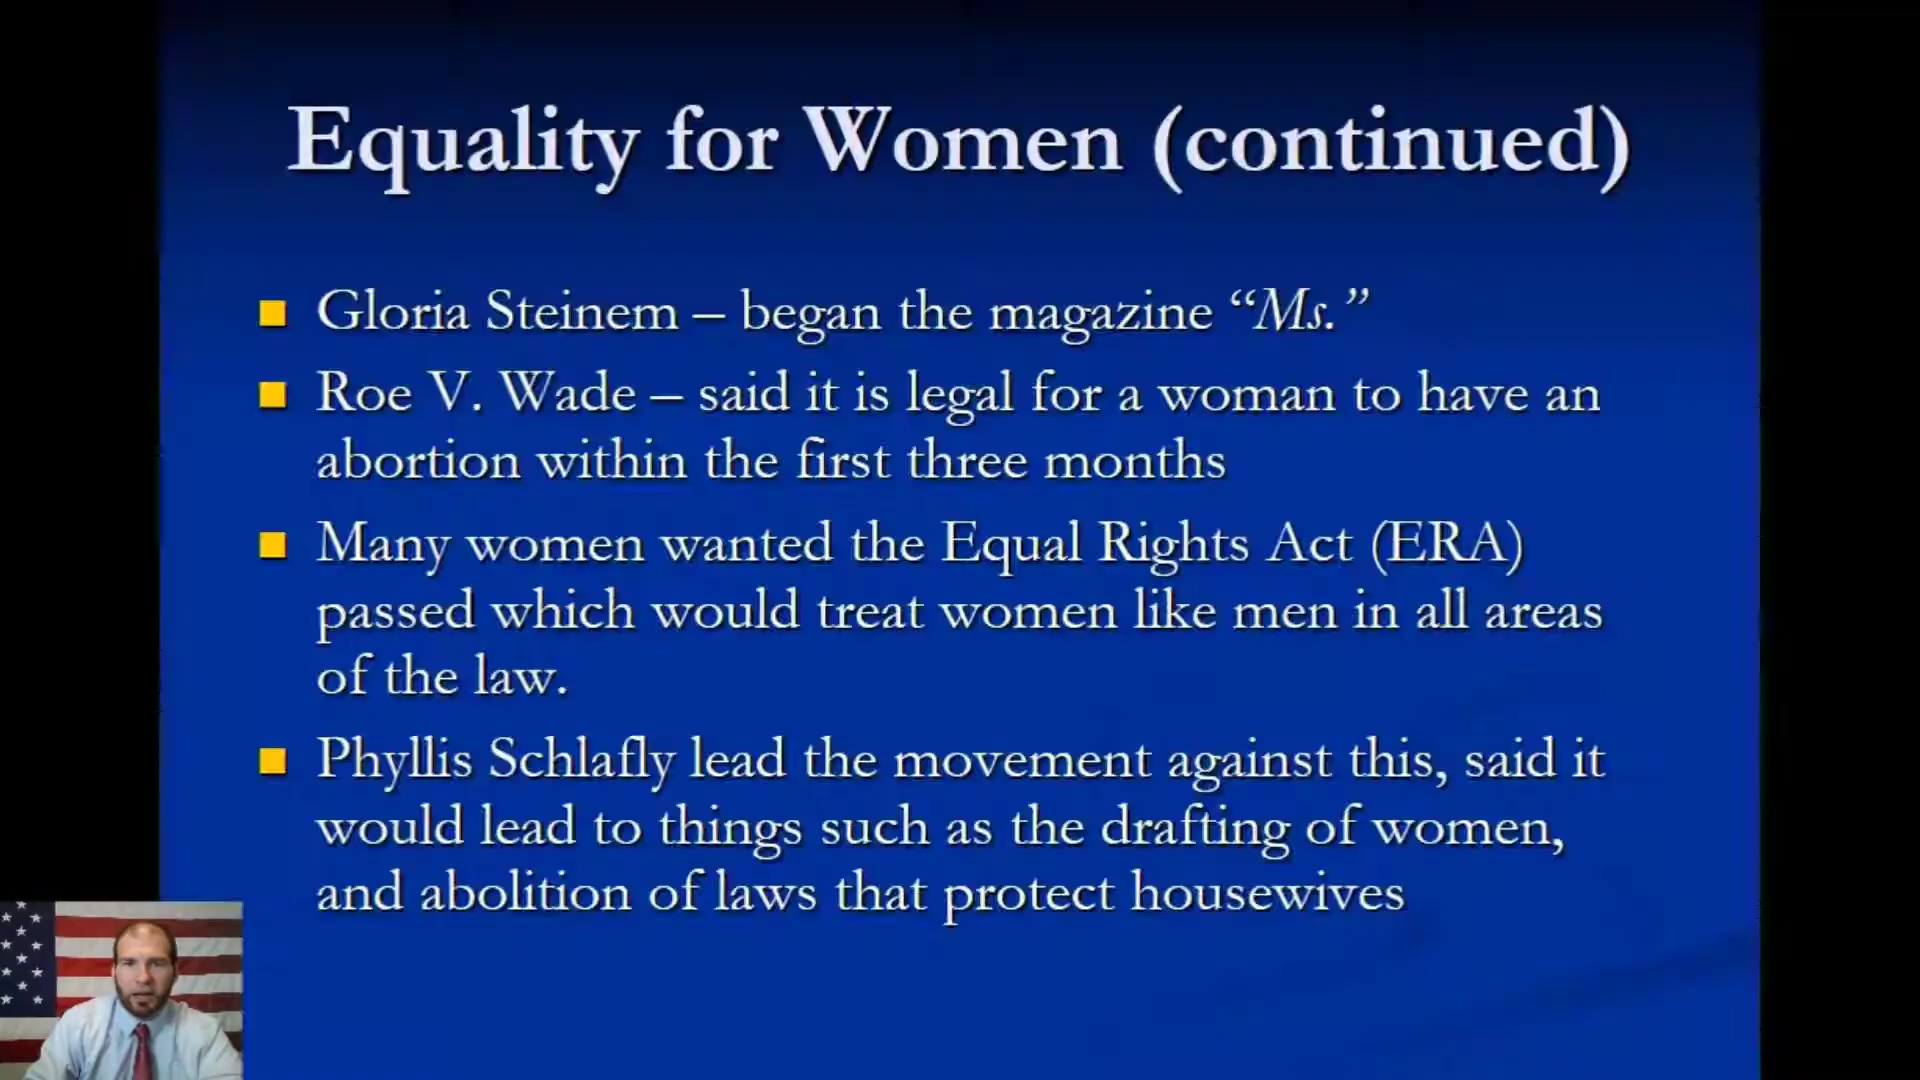 Equality for Women (continued)
Gloria Steinem – began the magazine “Ms.”
Roe V. Wade – said it is legal for a woman to have an
abortion within the first three months
Many women wanted the Equal Rights Act (ERA)
passed which would treat women like men in all areas
of the law.
Phyllis Schlafly lead the movement against this, said it
would lead to things such as the drafting of women,
and abolition of laws that protect housewives